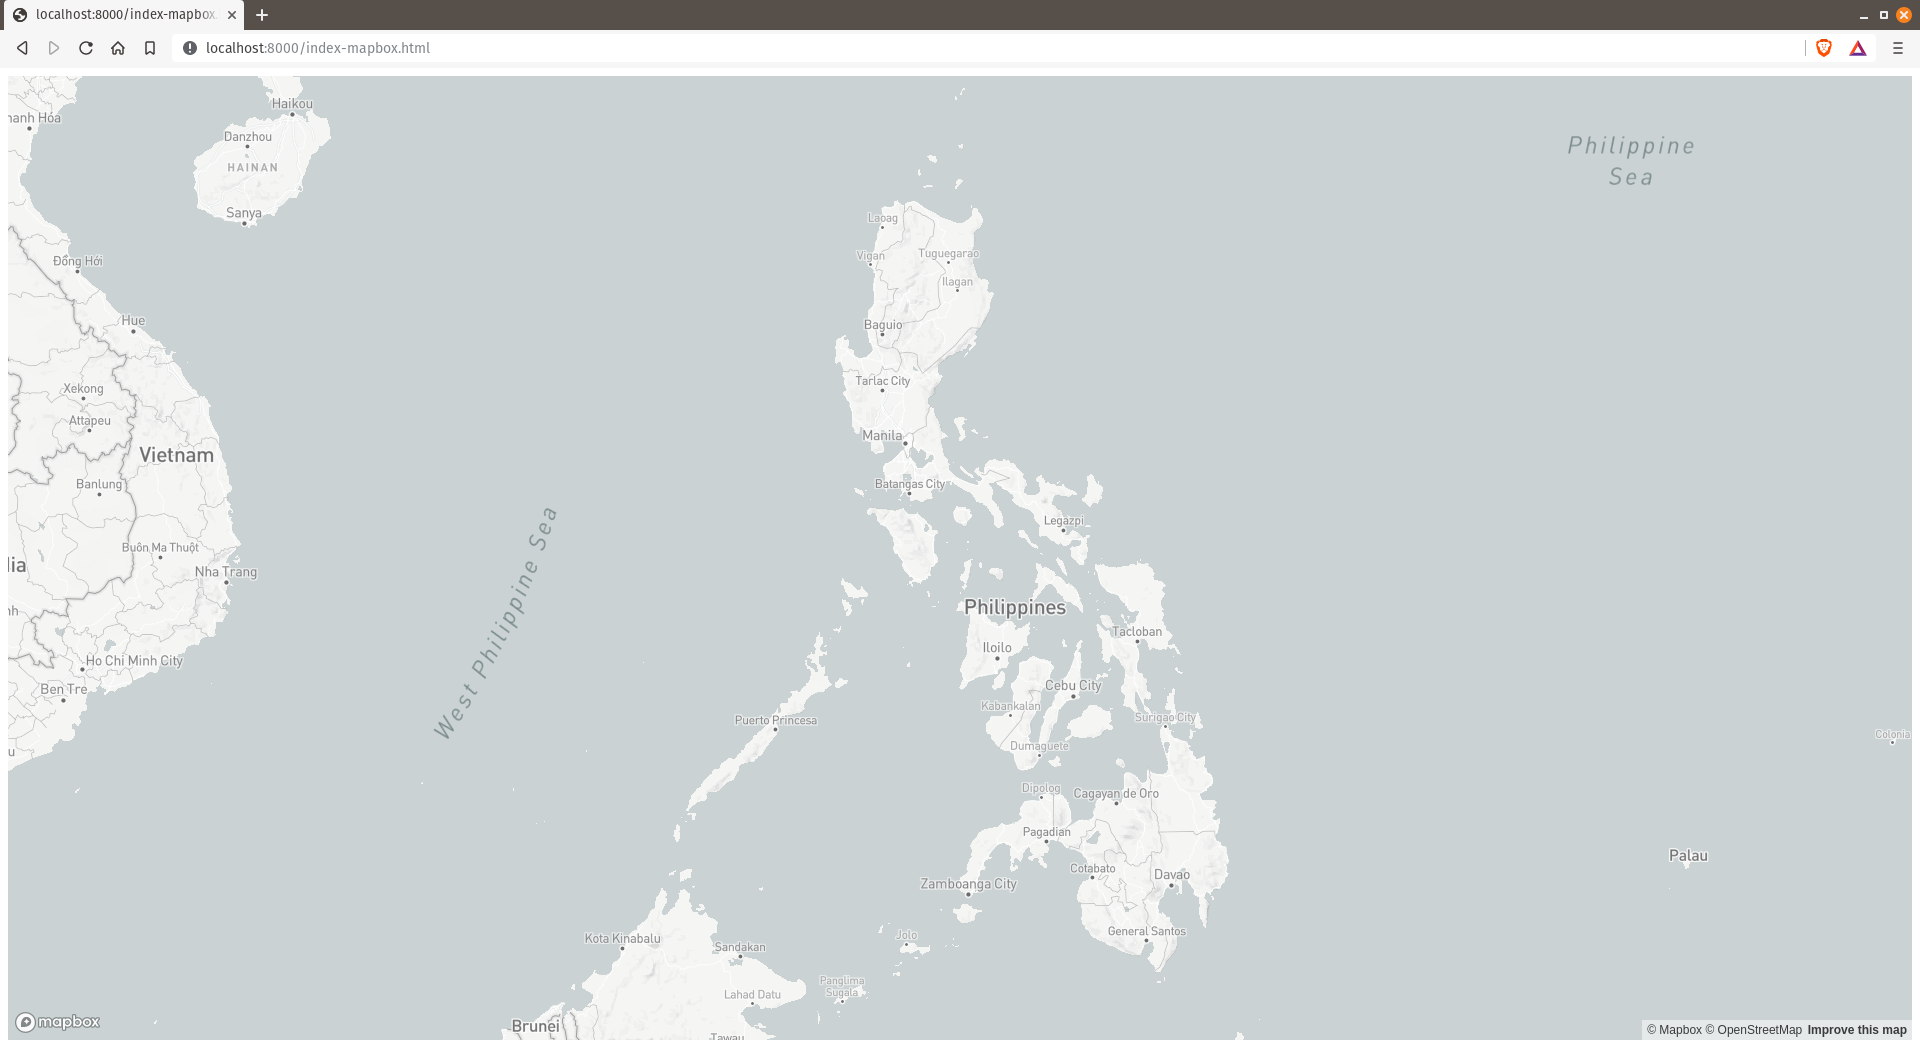 localhost:8000/index-mapbox.
localhost:8000/index-mapbox.html
Haikou
hanh Hóa
Danzhou
HAINAN
Sanya
Philippine
Sea
Laoag
Vigan
Tuguegarao
Đồng Hới
Ilagan
Hue
Baguio
Tarlac City
Xekong
Attapeu
Manila
Vietnam
Banlung
Batangas City
Legazpi
West Philippine Sea
Buôn Ma Thuột
dia
Nha Trang
nh
Philippines
Tacloban
Iloilo
Ho Chi Minh City
Ben Tre
Cebu City
Kabankalan
Puerto Princesa
Surigao City
Colonia
Dumaguete
u
Dipolog
Cagayan de Oro
Pagadian
Palau
Cotabato
Davao
Zamboanga City
General Santos
Jolo
Kota Kinabalu
Sandakan
Panglima
Sugala
Lahad Datu
mapbox
Brunei
Tawau
© Mapbox © OpenStreetMap Improve this map